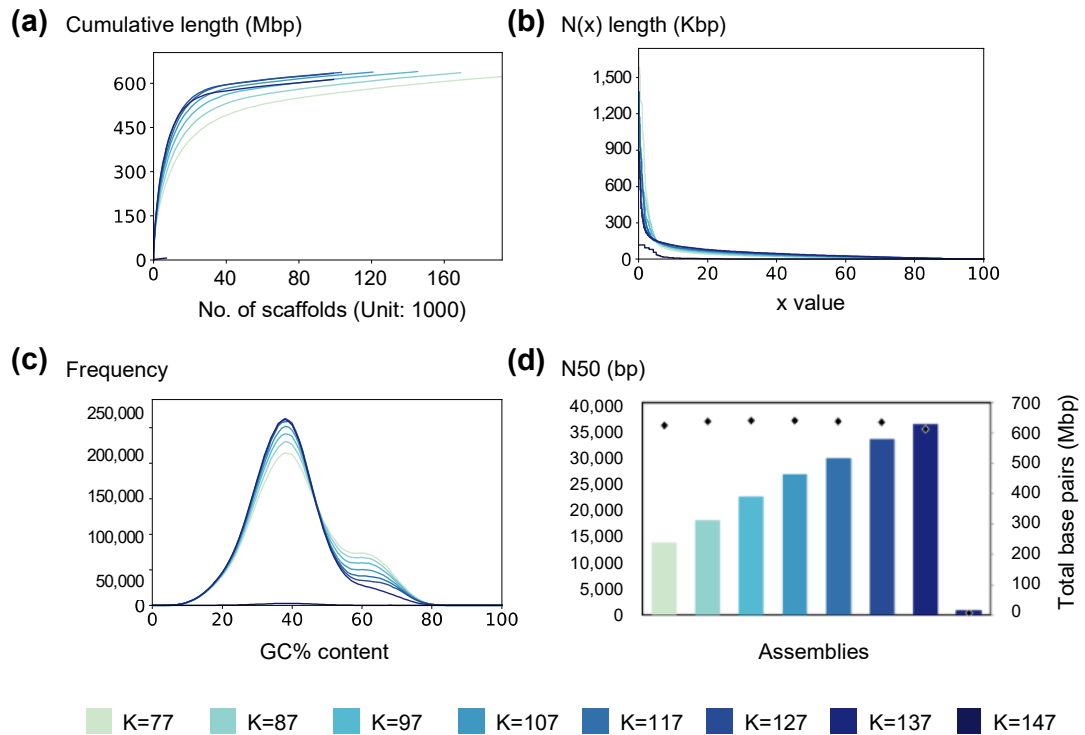 (a) Cumulative length (Mbp)
600
450
300
150
0
0 40 80 120 160
No. of scaffolds (Unit: 1000)
(b) N(x) length (Kbp)
1,500
1,200
900
600
300
0
0 20 40 60 80 100
x value
(c) Frequency
250,000
200,000
150,000
100,000
50,000
0
0 20 40 60 80 100
GC% content
(d) N50 (bp)
40,000
35,000
30,000
25,000
20,000
15,000
10,000
5,000
0
700
600
500
400
300
200
100
0
Total base pairs (Mbp)
Assemblies
K=77 K=87 K=97 K=107 K=117 K=127 K=137 K=147